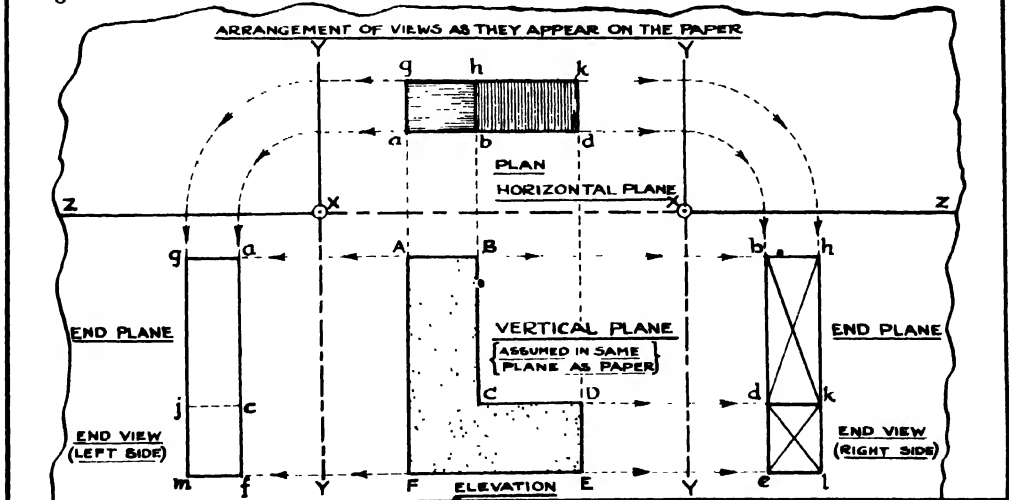 ARRANGEMENT OF VIEWS AS THEY APPEAR ON THE PAPER
Y Y
g h k
a b d
PLAN
HORIZONTAL PLANE
Z X X Z
g a A B b h
END PLANE
VERTICAL PLANE
END PLANE
{ASSUMED IN SAME
PLANE AS PAPER}
j c C D d k
END VIEW
(LEFT SIDE)
END VIEW
(RIGHT SIDE)
m f Y F E Y e l
ELEVATION